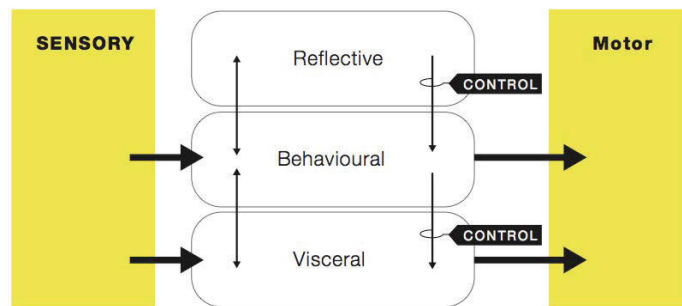 SENSORY
Reflective
Motor
CONTROL
Behavioural
CONTROL
Visceral